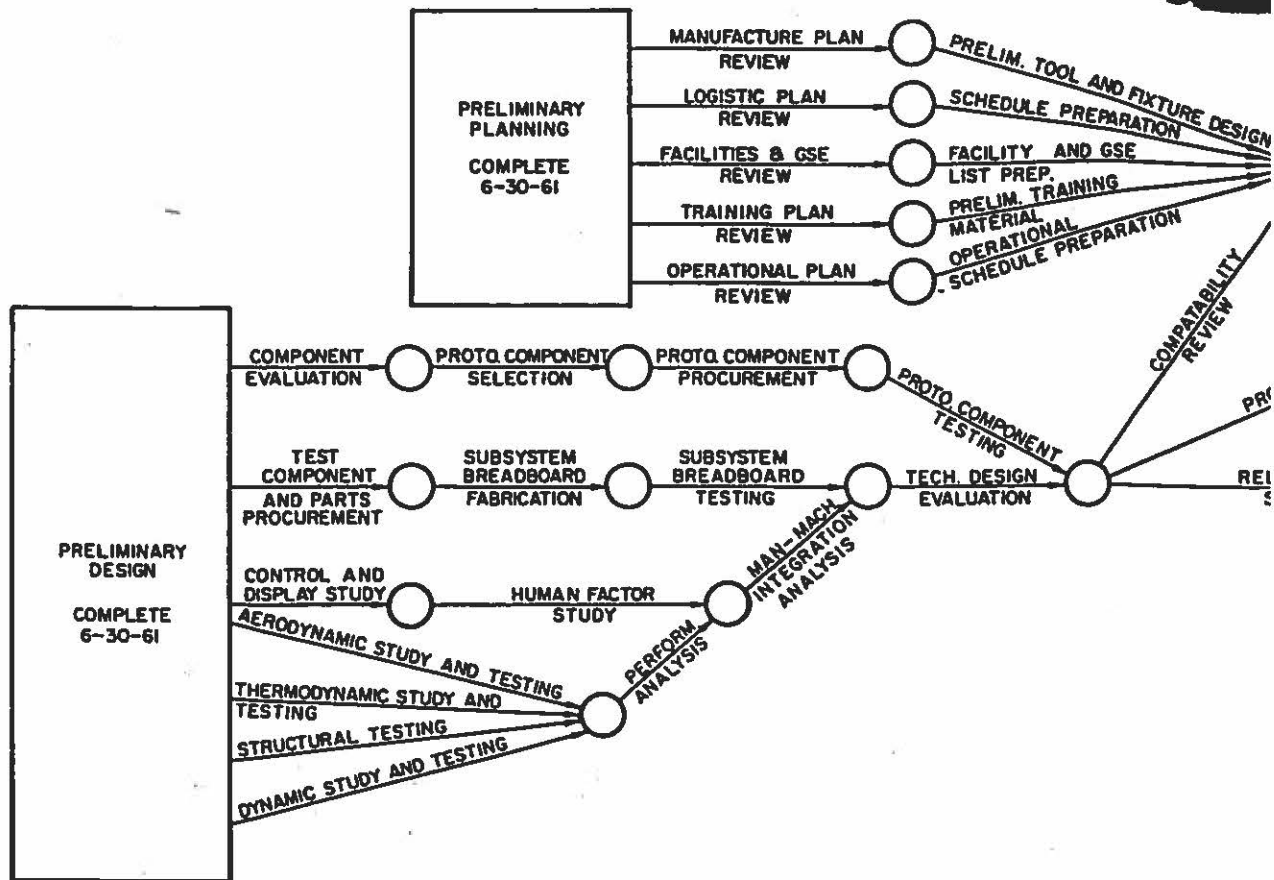 PRELIMINARY
PLANNING
COMPLETE
6-30-61
MANUFACTURE PLAN
REVIEW
LOGISTIC PLAN
REVIEW
FACILITIES & GSE
REVIEW
TRAINING PLAN
REVIEW
OPERATIONAL PLAN
REVIEW
PRELIM. TOOL AND FIXTURE DESIGN
SCHEDULE PREPARATION
FACILITY AND GSE
LIST PREP.
PRELIM. TRAINING
MATERIAL
OPERATIONAL
SCHEDULE PREPARATION
COMPATABILITY
REVIEW
PRELIMINARY
DESIGN
COMPLETE
6-30-61
COMPONENT
EVALUATION
PROTO. COMPONENT
SELECTION
PROTO. COMPONENT
PROCUREMENT
PROTO. COMPONENT
TESTING
TEST
COMPONENT
AND PARTS
PROCUREMENT
SUBSYSTEM
BREADBOARD
FABRICATION
SUBSYSTEM
BREADBOARD
TESTING
TECH. DESIGN
EVALUATION
PRO
REL
S
CONTROL AND
DISPLAY STUDY
HUMAN FACTOR
STUDY
MAN-MACH.
INTEGRATION
ANALYSIS
AERODYNAMIC STUDY AND TESTING
THERMODYNAMIC STUDY AND
TESTING
STRUCTURAL TESTING
DYNAMIC STUDY AND TESTING
PERFORM
ANALYSIS